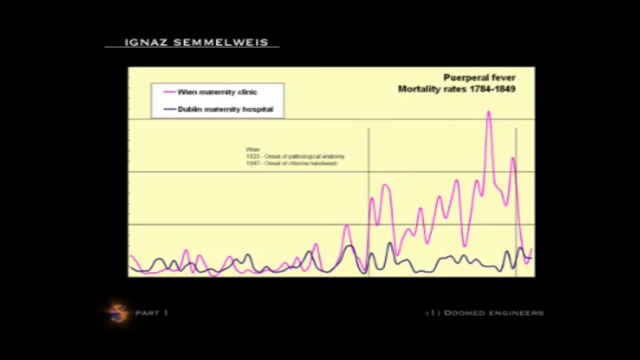 IGNAZ SEMMELWEIS
Puerperal fever
Mortality rates 1784-1849
Wien maternity clinic
Dublin maternity hospital
Wien
1823 - Onset of pathological anatomy
1847 - Onset of chlorine handwash
PART 1
(1) DOOMED ENGINEERS